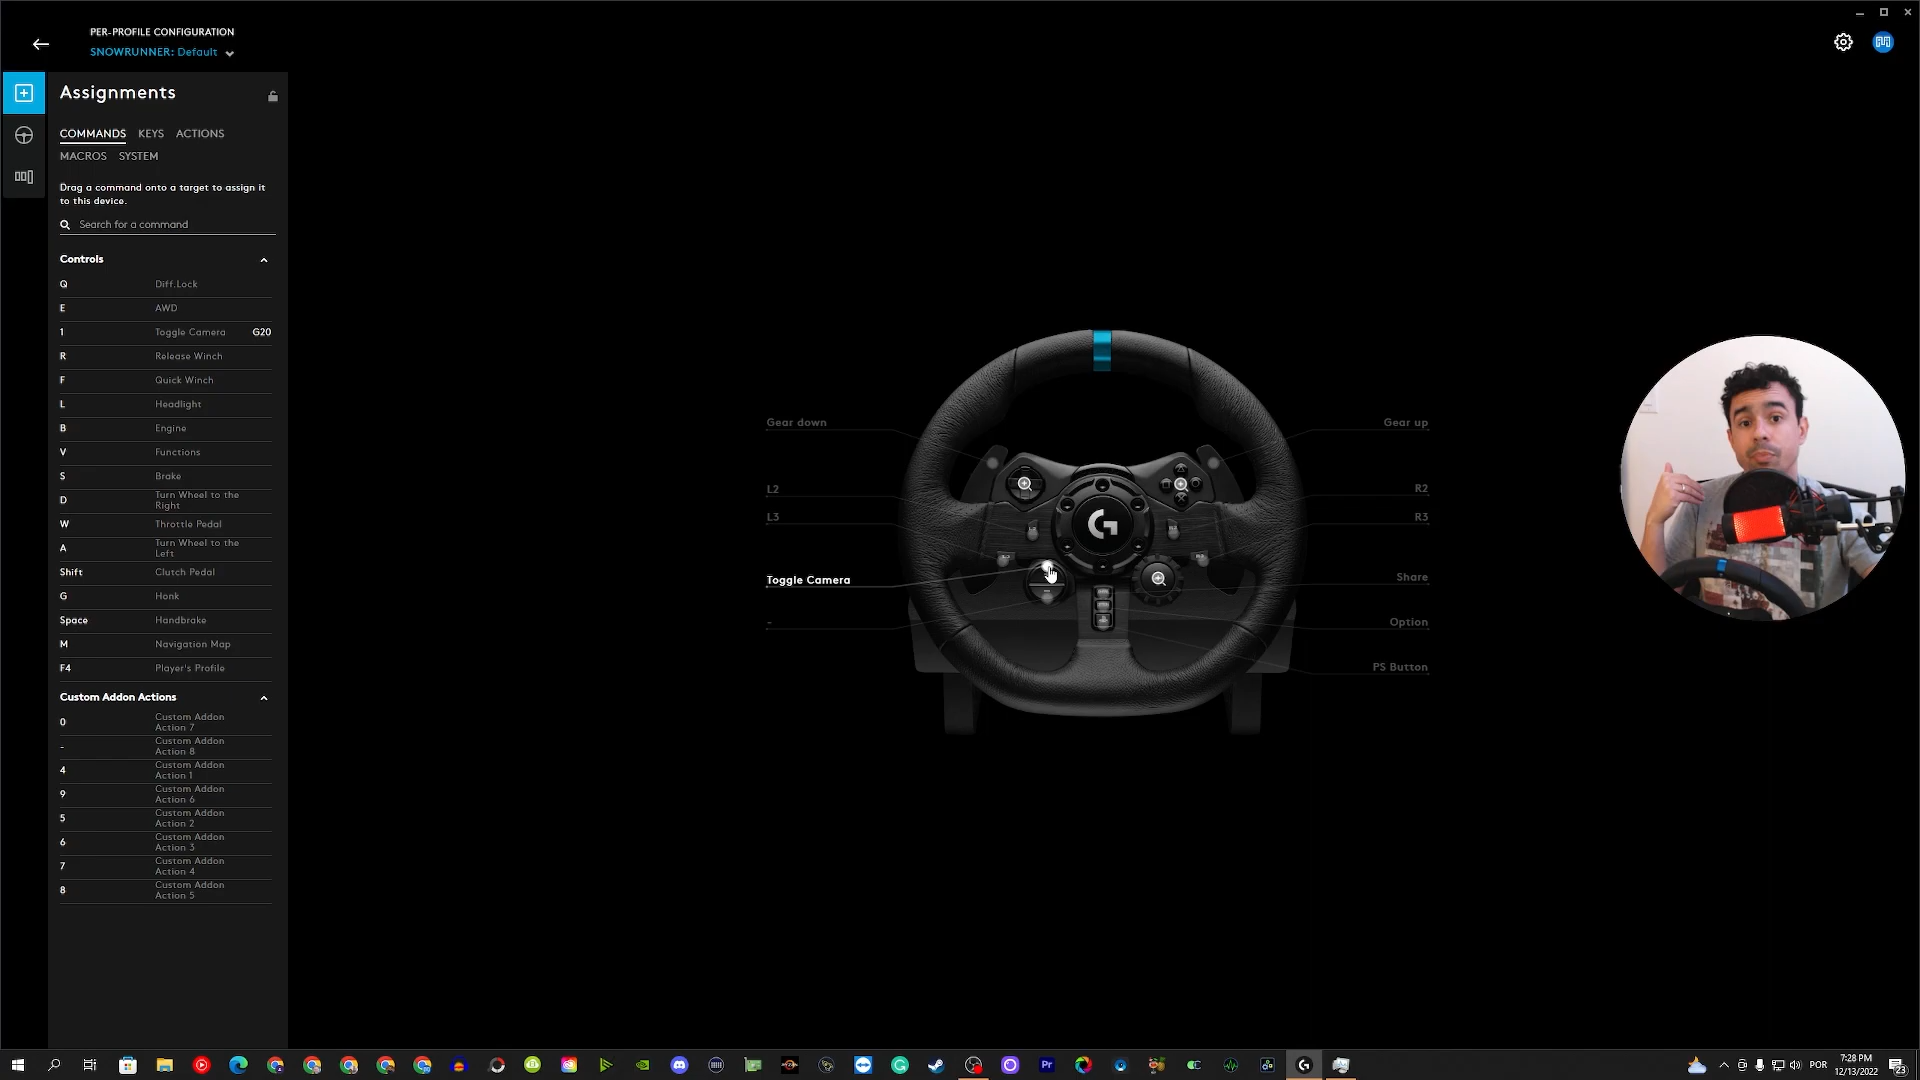 PER-PROFILE CONFIGURATION
SNOWRUNNER: Default
Assignments
COMMANDS KEYS ACTIONS
MACROS SYSTEM
Drag a command onto a target to assign it
to this device.
Search for a command
Controls
Q Diff.Lock
E AWD
1 Toggle Camera G20
R Release Winch
F Quick Winch
L Headlight
B Engine
V Functions
S Brake
D Turn Wheel to the
Right
W Throttle Pedal
A Turn Wheel to the
Left
Shift Clutch Pedal
G Honk
Space Handbrake
M Navigation Map
F4 Player's Profile
Custom Addon Actions
0 Custom Addon
Action 7
- Custom Addon
Action 8
4 Custom Addon
Action 1
9 Custom Addon
Action 6
5 Custom Addon
Action 2
6 Custom Addon
Action 3
7 Custom Addon
Action 4
8 Custom Addon
Action 5
Gear down
L2
L3
Toggle Camera
-
Gear up
R2
R3
Share
Option
PS Button
Pr
POR
7:28 PM
12/13/2022
23